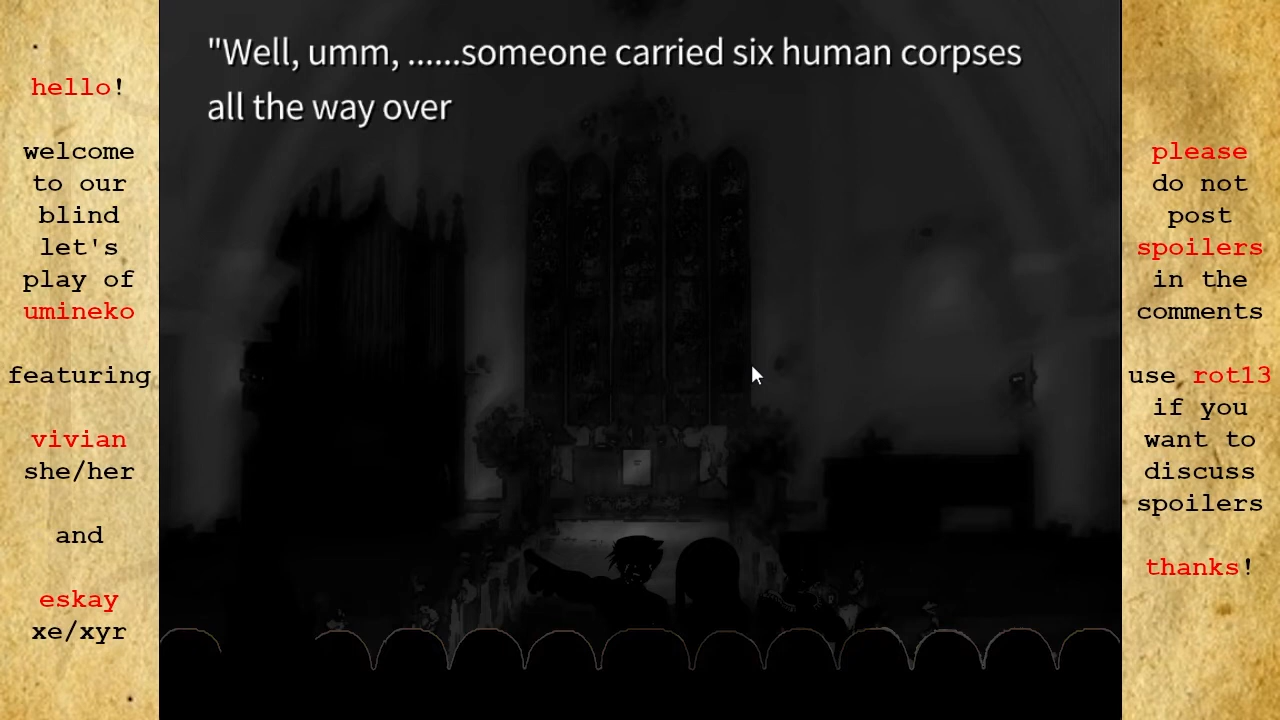 "Well, umm, ......someone carried six human corpses
all the way over
hello!
welcome
to our
blind
let's
play of
umineko
featuring
vivian
she/her
and
eskay
xe/xyr
please
do not
post
spoilers
in the
comments
use rot13
if you
want to
discuss
spoilers
thanks!